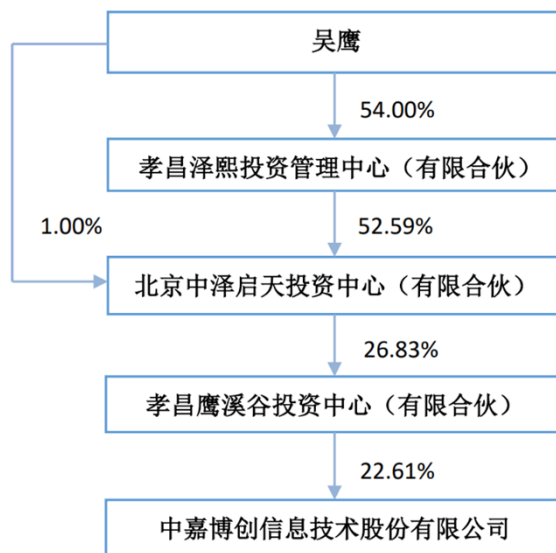 吴鹰
54.00%
孝昌泽熙投资管理中心（有限合伙）
1.00%
52.59%
北京中泽启天投资中心（有限合伙）
26.83%
孝昌鹰溪谷投资中心（有限合伙）
22.61%
中嘉博创信息技术股份有限公司